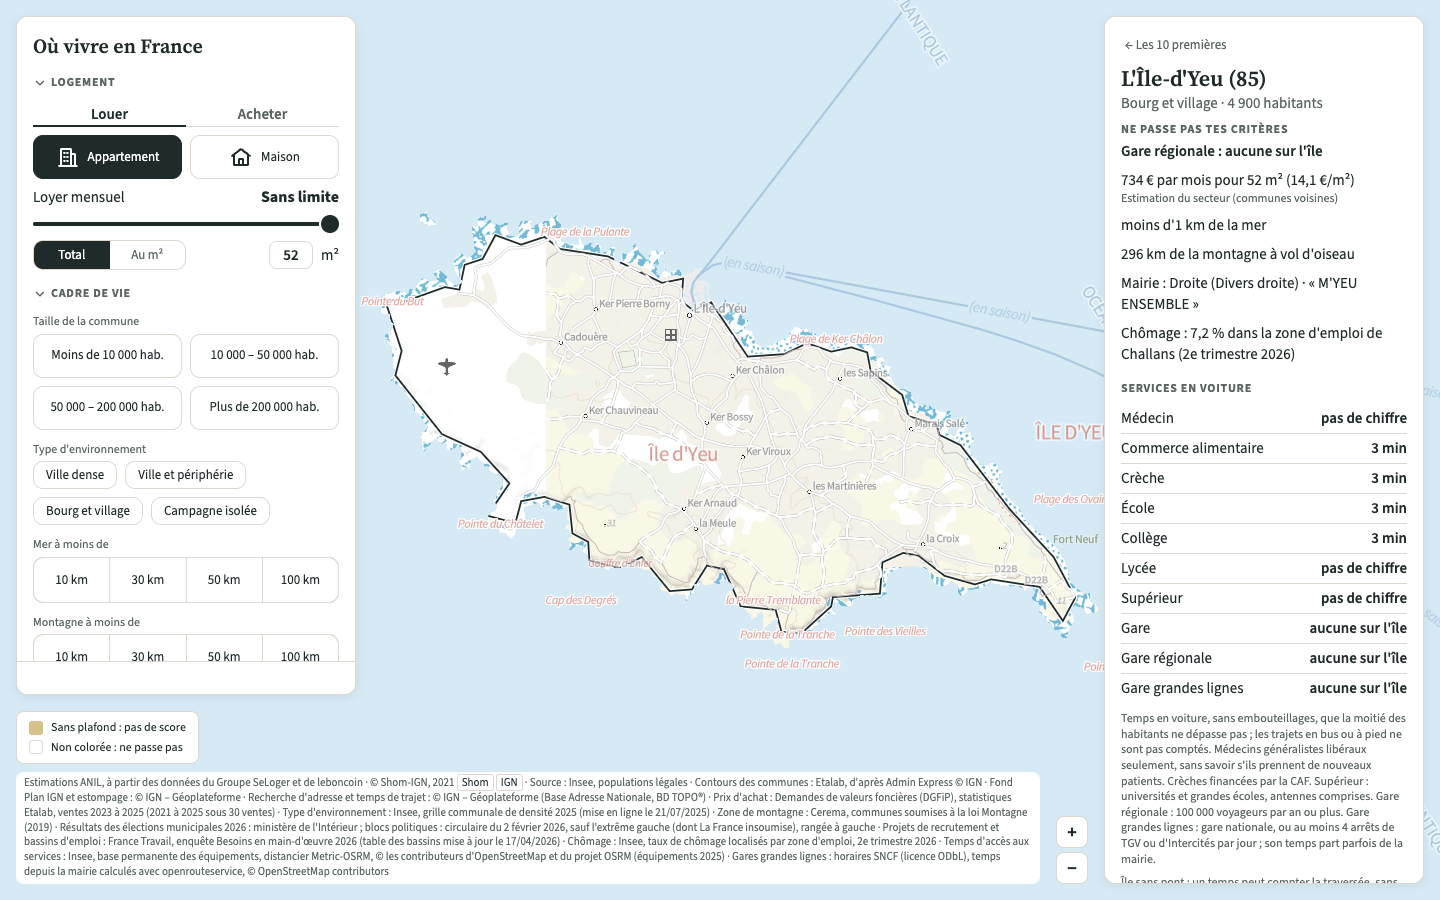 Où vivre en France
LOGEMENT
Louer
Acheter
Appartement
Maison
Loyer mensuel
Sans limite
Total
Au m²
52
m²
CADRE DE VIE
Taille de la commune
Moins de 10 000 hab.
10 000 – 50 000 hab.
50 000 – 200 000 hab.
Plus de 200 000 hab.
Type d'environnement
Ville dense
Ville et périphérie
Bourg et village
Campagne isolée
Mer à moins de
10 km
30 km
50 km
100 km
Montagne à moins de
10 km
30 km
50 km
100 km
Sans plafond : pas de score
Non colorée : ne passe pas
Estimations ANIL, à partir des données du Groupe SeLoger et de leboncoin · © Shom-IGN, 2021 Shom IGN · Source : Insee, populations légales · Contours des communes : Etalab, d'après Admin Express © IGN · Fond
Plan IGN et estompage : © IGN – Géoplateforme · Recherche d'adresse et temps de trajet : © IGN – Géoplateforme (Base Adresse Nationale, BD TOPO®) · Prix d'achat : Demandes de valeurs foncières (DGFiP), statistiques
Etalab, ventes 2023 à 2025 (2021 à 2025 sous 30 ventes) · Type d'environnement : Insee, grille communale de densité 2025 (mise en ligne le 21/07/2025) · Zone de montagne : Cerema, communes soumises à la loi Montagne
(2019) · Résultats des élections municipales 2026 : ministère de l'Intérieur ; blocs politiques : circulaire du 2 février 2026, sauf l'extrême gauche (dont La France insoumise), rangée à gauche · Projets de recrutement et
bassins d'emploi : France Travail, enquête Besoins en main-d'œuvre 2026 (table des bassins mise à jour le 17/04/2026) · Chômage : Insee, taux de chômage localisés par zone d'emploi, 2e trimestre 2026 · Temps d'accès aux
services : Insee, base permanente des équipements, distancier Metric-OSRM, © les contributeurs d'OpenStreetMap et du projet OSRM (équipements 2025) · Gares grandes lignes : horaires SNCF (licence ODbL), temps
depuis la mairie calculés avec openrouteservice, © OpenStreetMap contributors
LANTIQUE
Plage de la Pulante
(en saison)
OCÉ
Pointe du But
Ker Pierre Borny
L'Île-d'Yeu
(en saison)
Cadouère
Plage de Ker Châlon
Ker Châlon
les Sapins
Ker Chauvineau
Ker Bossy
Marais Salé
ÎLE D'YEU
Île d'Yeu
Ker Viroux
les Martinières
Plage des Ovair
Ker Arnaud
Pointe du Châtelet
31
la Meule
la Croix
2
Fort Neuf
Gouffre d'Enfer
D22B
D22B
Cap des Degrés
la Pierre Tremblante
11
Pointe de la Tranche
Pointe des Vieilles
Pointe de la Tranche
Poin
+
−
← Les 10 premières
L'Île-d'Yeu (85)
Bourg et village · 4 900 habitants
NE PASSE PAS TES CRITÈRES
Gare régionale : aucune sur l'île
734 € par mois pour 52 m² (14,1 €/m²)
Estimation du secteur (communes voisines)
moins d'1 km de la mer
296 km de la montagne à vol d'oiseau
Mairie : Droite (Divers droite) · « M'YEU
ENSEMBLE »
Chômage : 7,2 % dans la zone d'emploi de
Challans (2e trimestre 2026)
SERVICES EN VOITURE
Médecin pas de chiffre
Commerce alimentaire 3 min
Crèche 3 min
École 3 min
Collège 3 min
Lycée pas de chiffre
Supérieur pas de chiffre
Gare aucune sur l'île
Gare régionale aucune sur l'île
Gare grandes lignes aucune sur l'île
Temps en voiture, sans embouteillages, que la moitié des
habitants ne dépasse pas ; les trajets en bus ou à pied ne
sont pas comptés. Médecins généralistes libéraux
seulement, sans savoir s'ils prennent de nouveaux
patients. Crèches financées par la CAF. Supérieur :
universités et grandes écoles, antennes comprises. Gare
régionale : 100 000 voyageurs par an ou plus. Gare
grandes lignes : gare nationale, ou au moins 4 arrêts de
TGV ou d'Intercités par jour ; son temps part parfois de la
mairie.
Île sans pont : un temps peut compter la traversée, sans